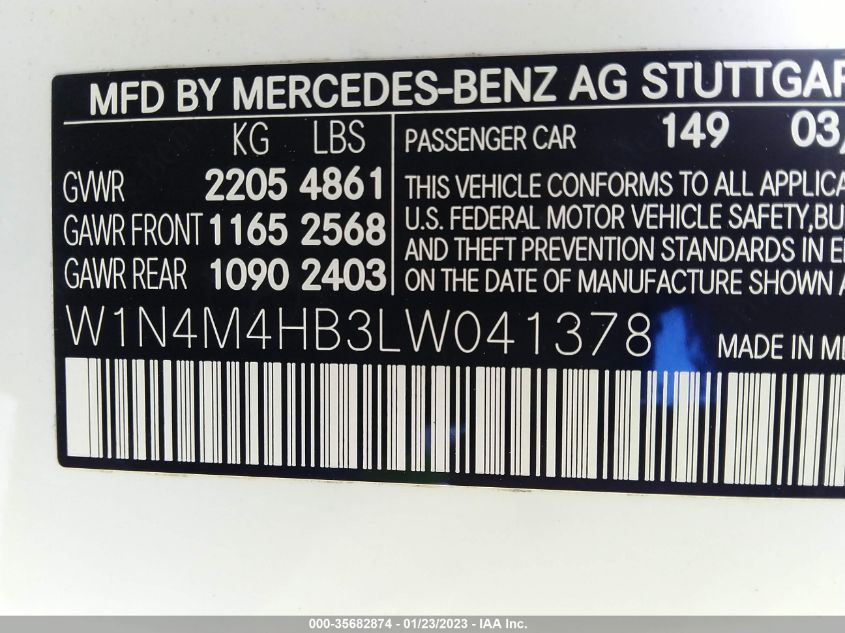 MFD BY MERCEDES-BENZ AG STUTTGAR
KG LBS
GVWR 2205 4861
GAWR FRONT 1165 2568
GAWR REAR 1090 2403
PASSENGER CAR 149 03/
THIS VEHICLE CONFORMS TO ALL APPLICA
U.S. FEDERAL MOTOR VEHICLE SAFETY,BU
AND THEFT PREVENTION STANDARDS IN E
ON THE DATE OF MANUFACTURE SHOWN A
W1N4M4HB3LW041378
MADE IN ME
000-35682874 - 01/23/2023 - IAA Inc.